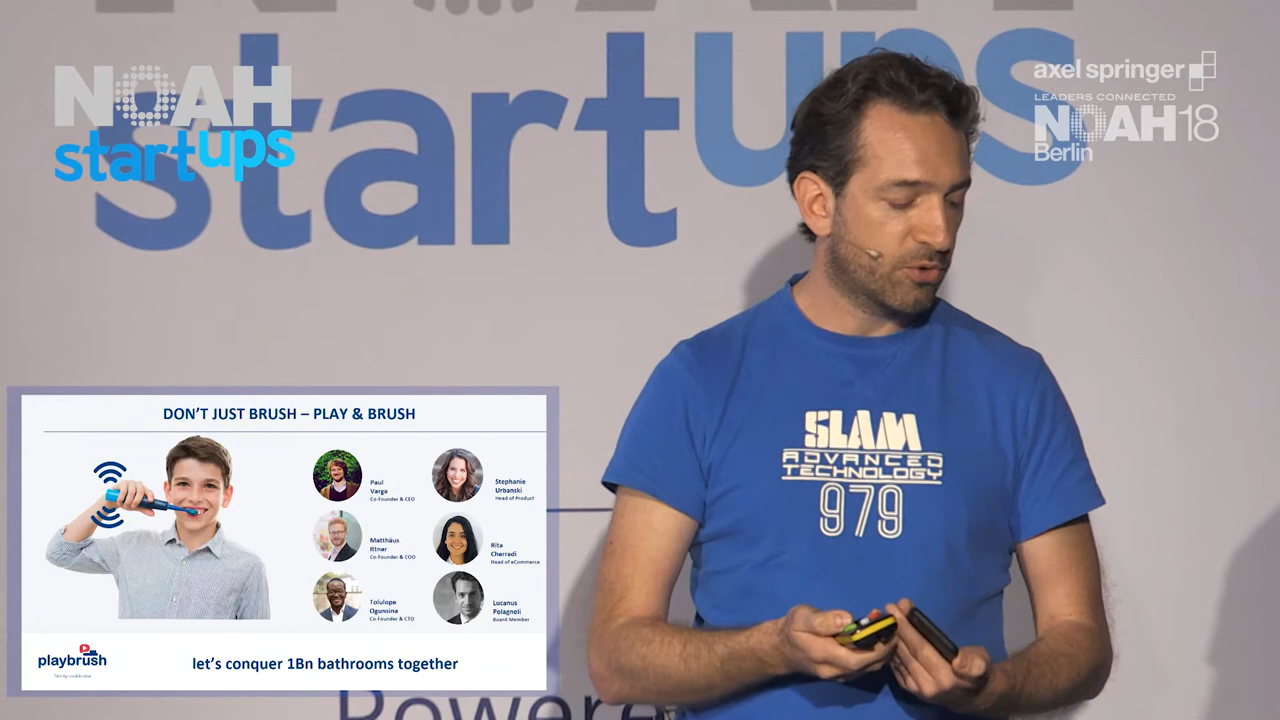 NOAH
startups
NOAH
startups
axel springer
LEADERS CONNECTED
NOAH18
Berlin
SLAM
ADVANCED
TECHNOLOGY
979
DON'T JUST BRUSH – PLAY & BRUSH
Paul
Varga
Co-Founder & CEO
Stephanie
Urbanski
Head of Product
Matthäus
Ittner
Co-Founder & COO
Rita
Cherradi
Head of eCommerce
Tolulope
Ogunsina
Co-Founder & CTO
Lucanus
Polagnoli
Board Member
playbrush
let's conquer 1Bn bathrooms together
Powere